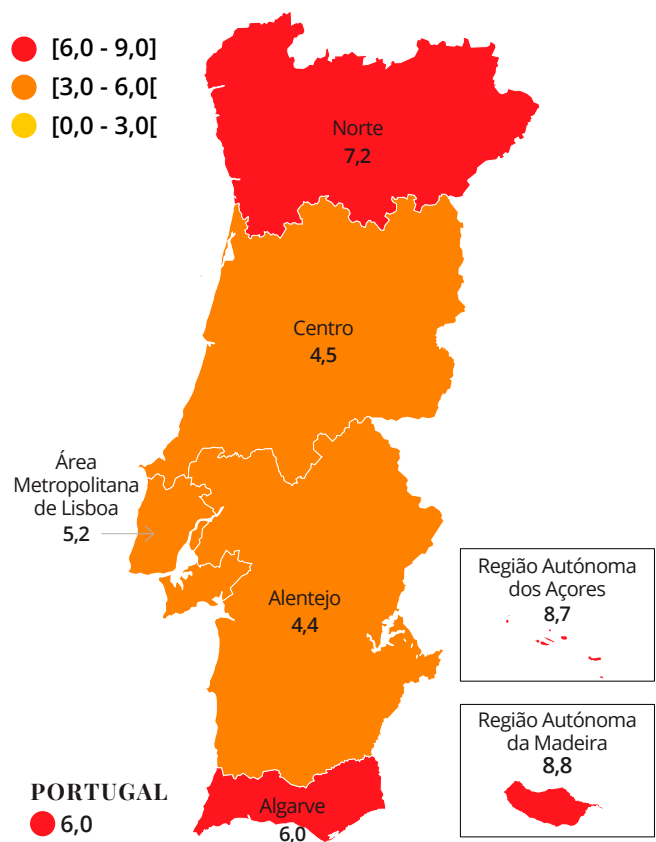 [6,0 - 9,0]
[3,0 - 6,0[
[0,0 - 3,0[
Norte
7,2
Centro
4,5
Área
Metropolitana
de Lisboa
5,2
Alentejo
4,4
Região Autónoma
dos Açores
8,7
Região Autónoma
da Madeira
8,8
PORTUGAL
6,0
Algarve
6,0